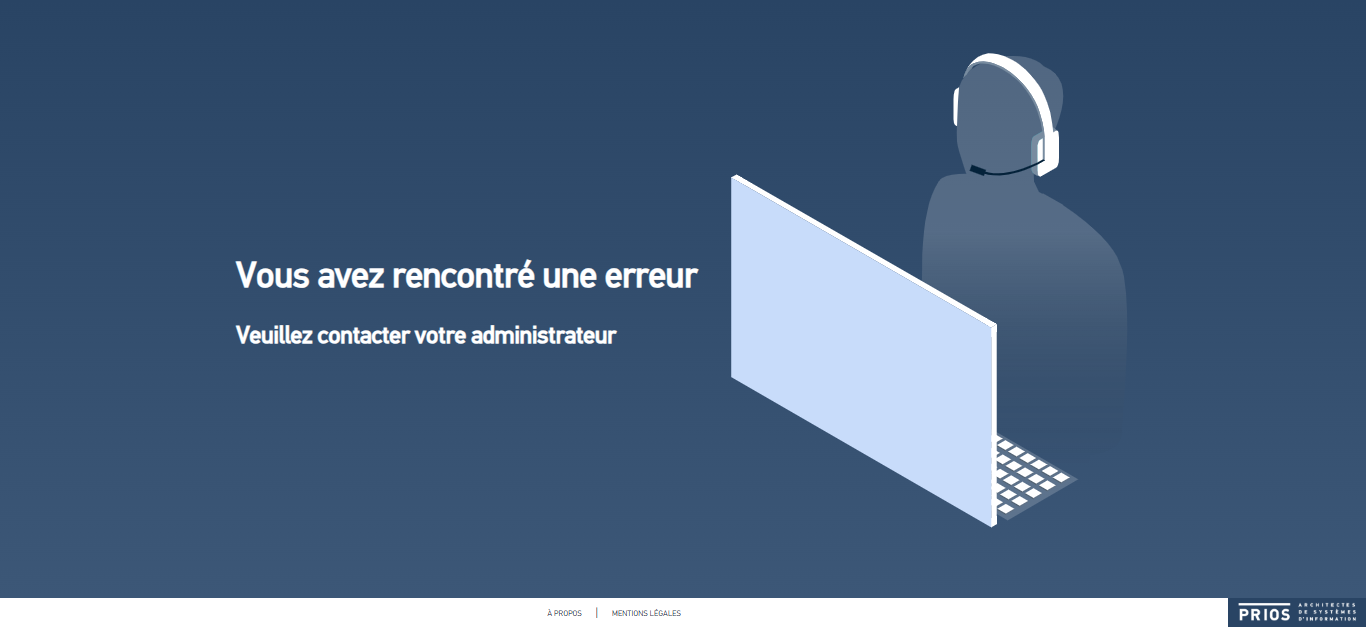 Vous avez rencontré une erreur
Veuillez contacter votre administrateur
À PROPOS | MENTIONS LÉGALES
PRIOS
ARCHITECTES
DE SYSTÈMES
D'INFORMATION